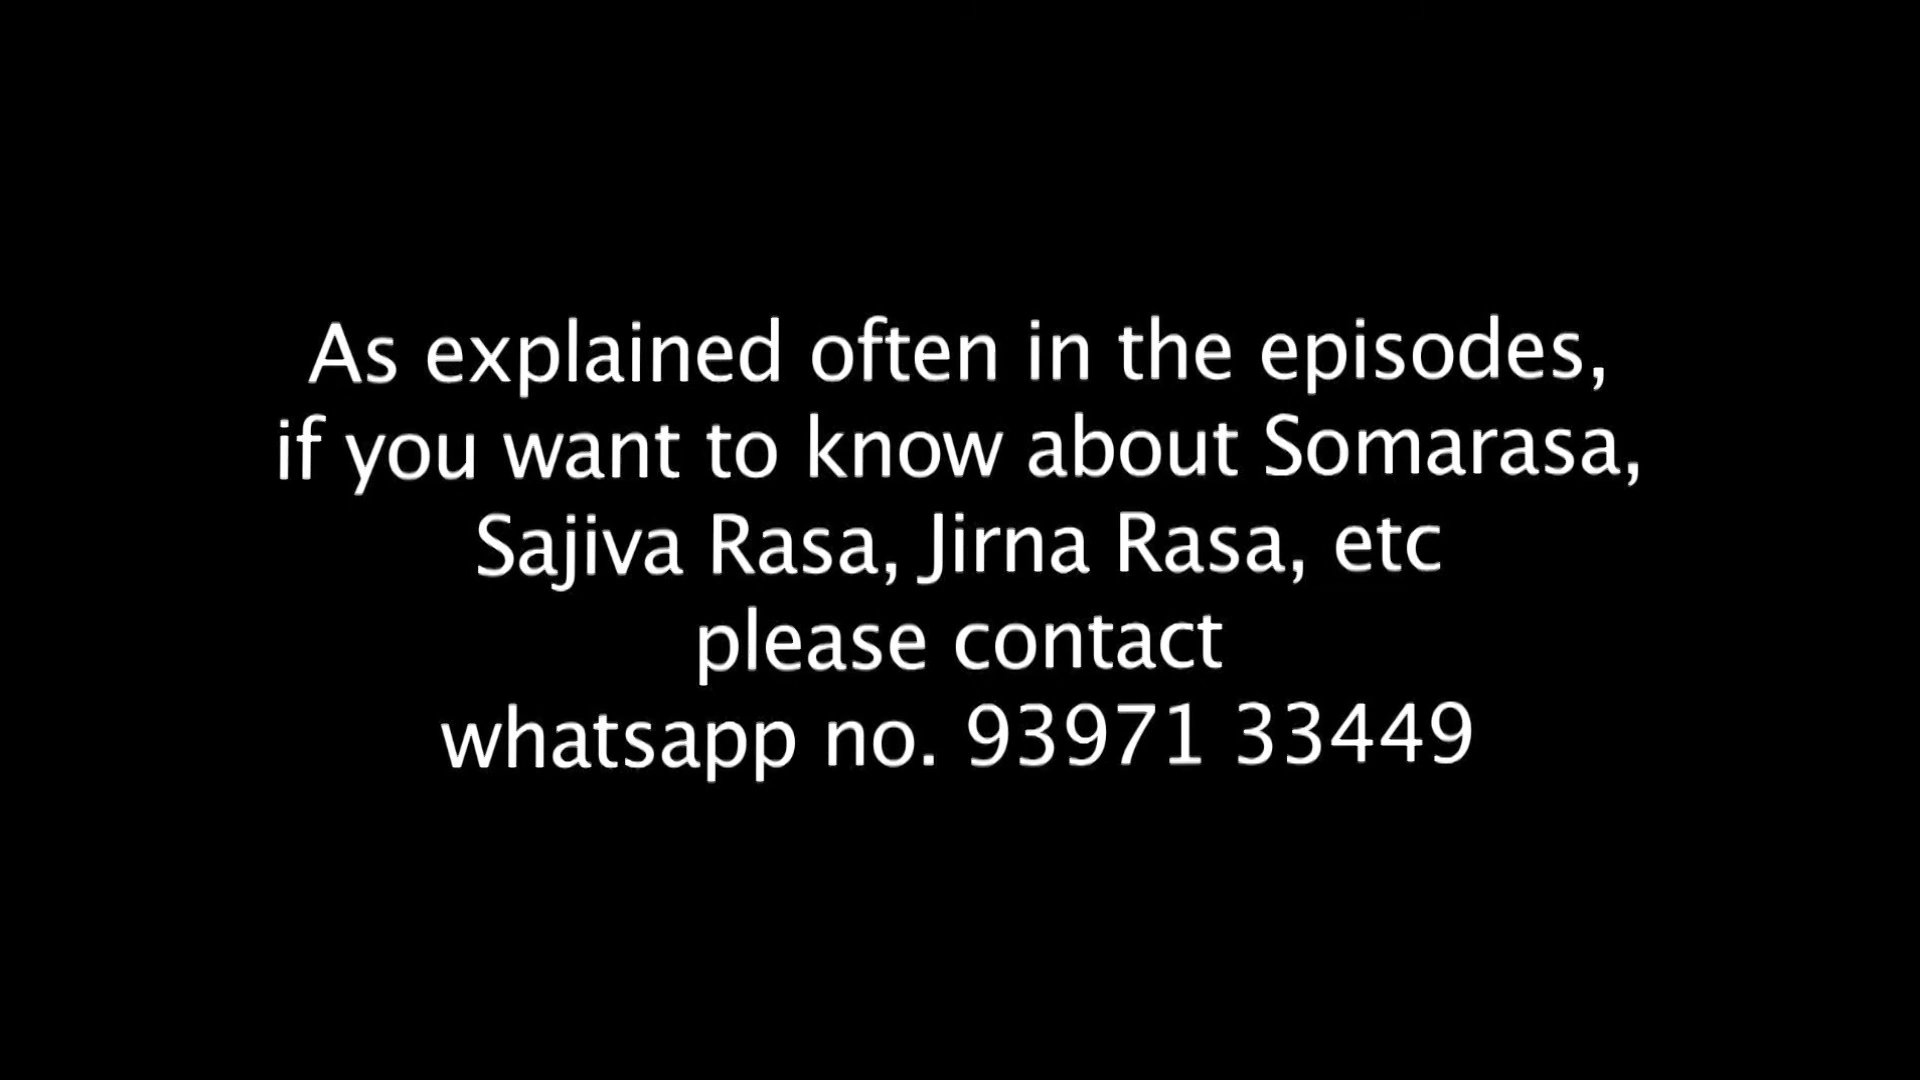 As explained often in the episodes,
if you want to know about Somarasa,
Sajiva Rasa, Jirna Rasa, etc
please contact
whatsapp no. 93971 33449